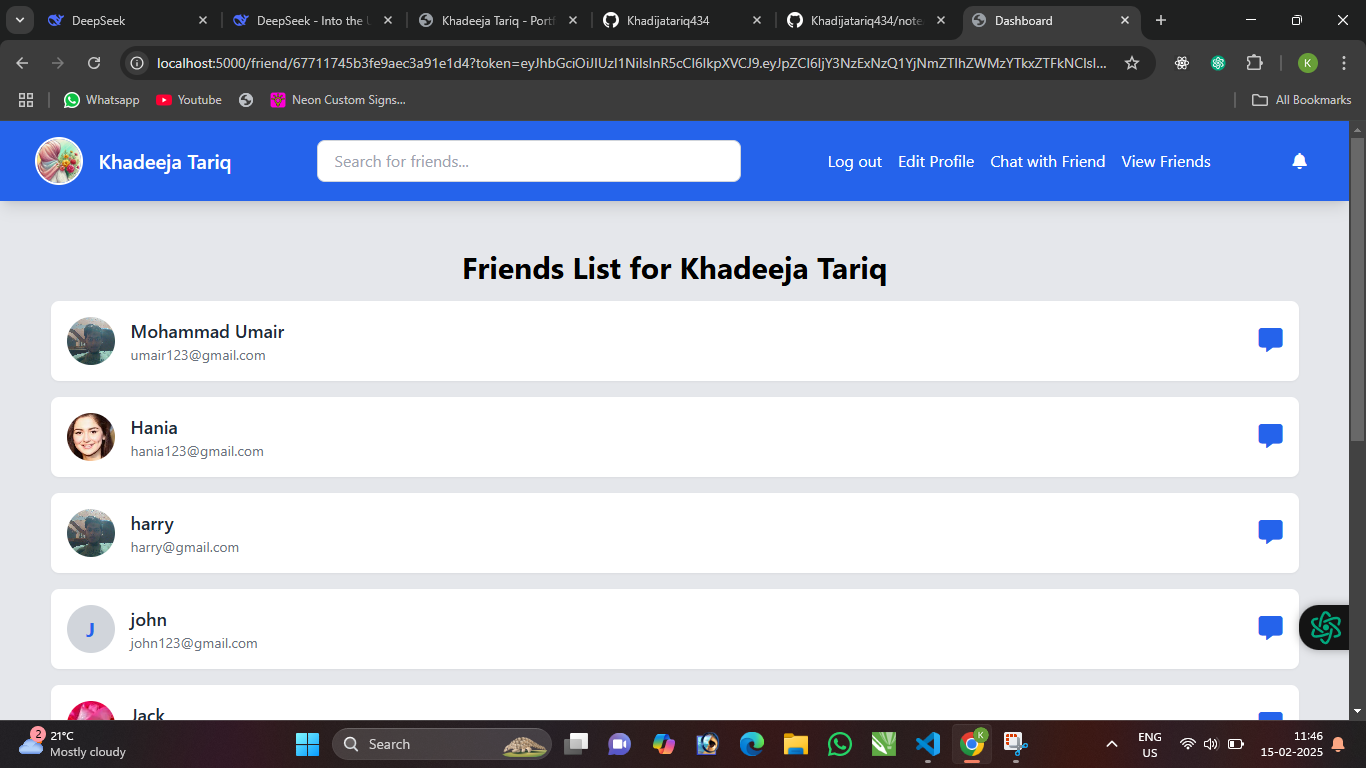 DeepSeek
DeepSeek - Into the U
Khadeeja Tariq - Portf
Khadijatariq434
Khadijatariq434/note
Dashboard
localhost:5000/friend/67711745b3fe9aec3a91e1d4?token=eyJhbGciOiJIUzI1NiIsInR5cCI6IkpXVCJ9.eyJpZCI6IjY3NzExNzQ1YjNmZTlhZWMzYTkxZTFkNCIsI...
K
Whatsapp
Youtube
Neon Custom Signs...
All Bookmarks
Khadeeja Tariq
Search for friends...
Log out
Edit Profile
Chat with Friend
View Friends
Friends List for Khadeeja Tariq
Mohammad Umair
umair123@gmail.com
Hania
hania123@gmail.com
harry
harry@gmail.com
J
john
john123@gmail.com
Jack
2
21°C
Mostly cloudy
Search
K
ENG
US
11:46
15-02-2025